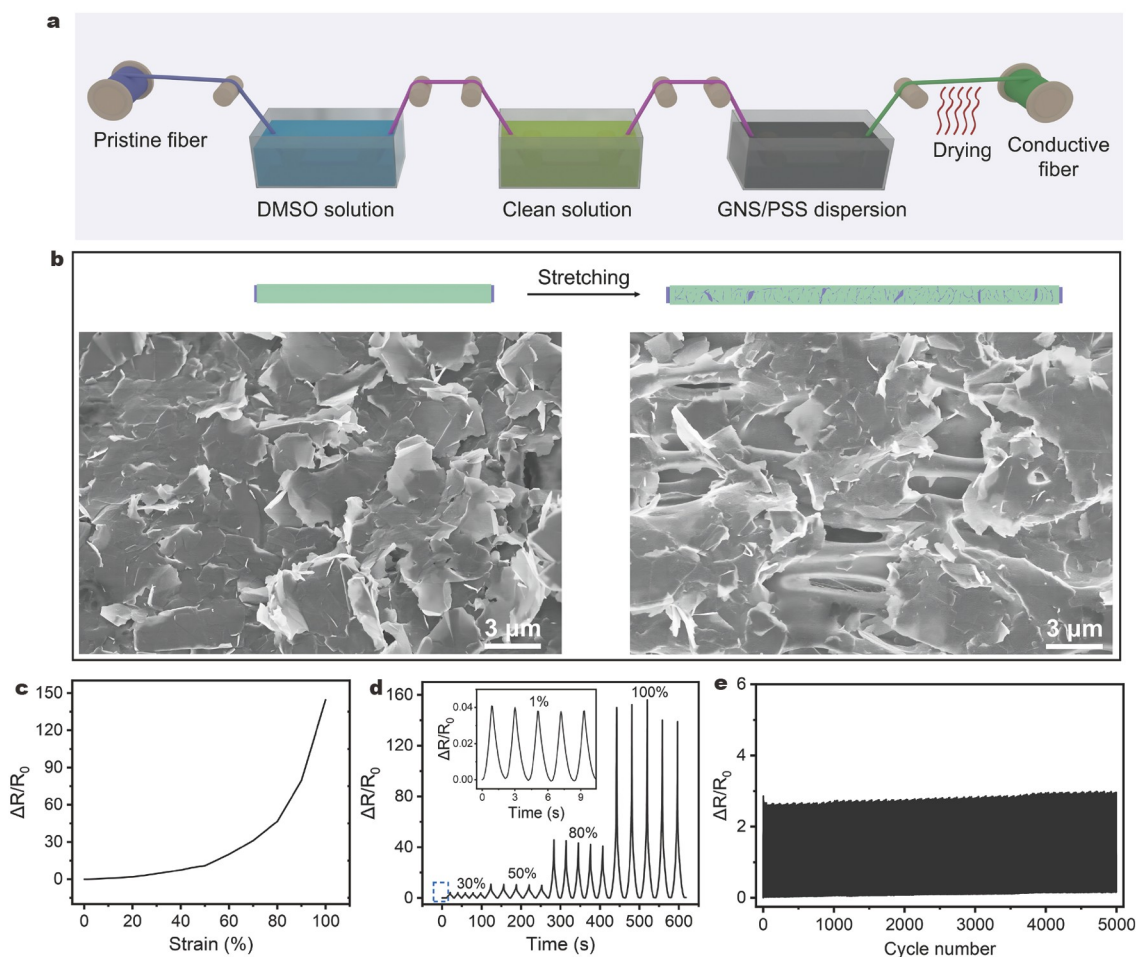 a
Pristine fiber
DMSO solution
Clean solution
GNS/PSS dispersion
Drying
Conductive
fiber
b
Stretching
3 μm
3 μm
c
150
120
90
60
30
0
ΔR/R₀
0 20 40 60 80 100
Strain (%)
d
160
120
80
40
0
ΔR/R₀
1%
0.04
0.02
0.00
ΔR/R₀
0 3 6 9
Time (s)
30%
50%
80%
100%
0 100 200 300 400 500 600
Time (s)
e
6
4
2
0
ΔR/R₀
0 1000 2000 3000 4000 5000
Cycle number